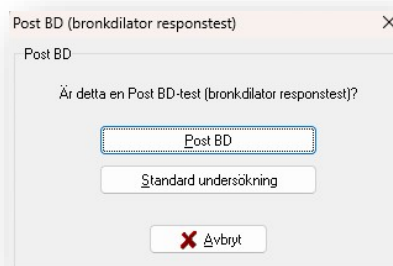 Post BD (bronkdilator responstest)
Post BD
Är detta en Post BD-test (bronkdilator responstest)?
Post BD
Standard undersökning
Avbryt